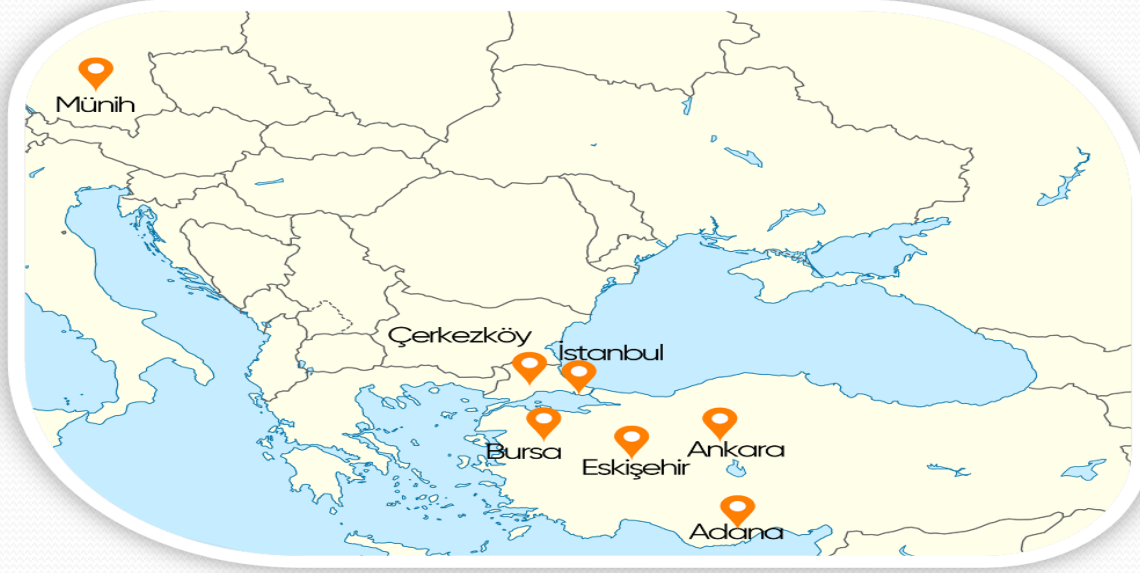 Münih
Çerkezköy
İstanbul
Bursa
Eskişehir
Ankara
Adana